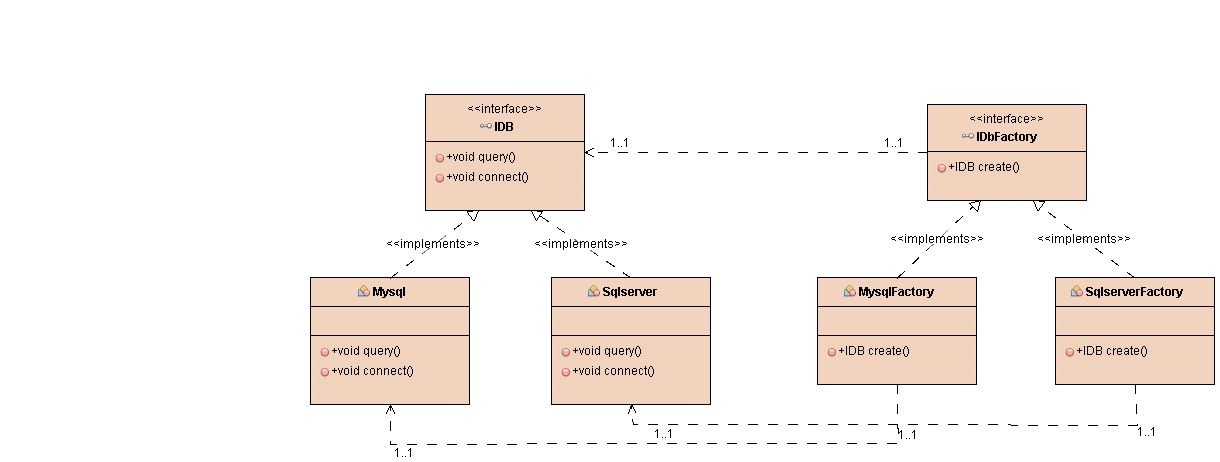 <<interface>>
IDB
+void query()
+void connect()
<<interface>>
IDbFactory
+IDB create()
1..1
1..1
<<implements>>
<<implements>>
<<implements>>
<<implements>>
Mysql
+void query()
+void connect()
Sqlserver
+void query()
+void connect()
MysqlFactory
+IDB create()
SqlserverFactory
+IDB create()
1..1
1..1
1..1
1..1